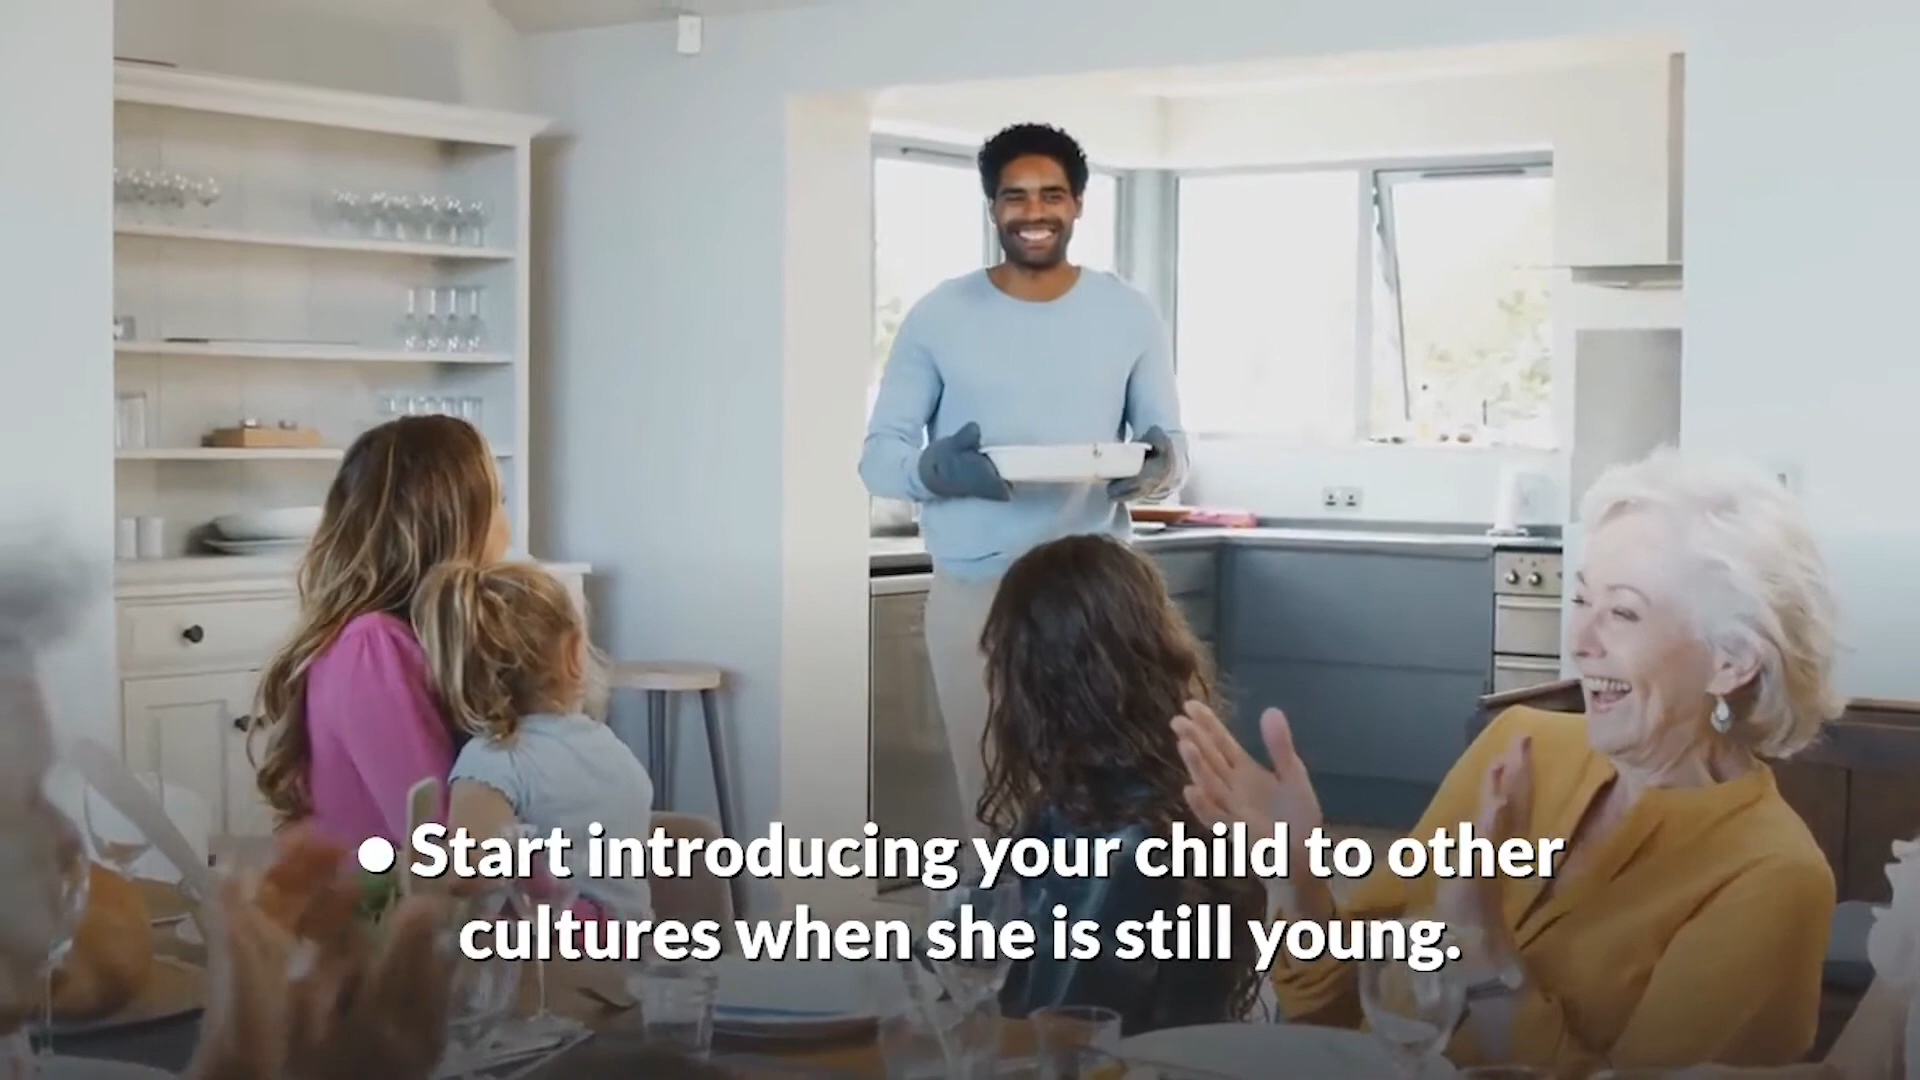 • Start introducing your child to other
cultures when she is still young.